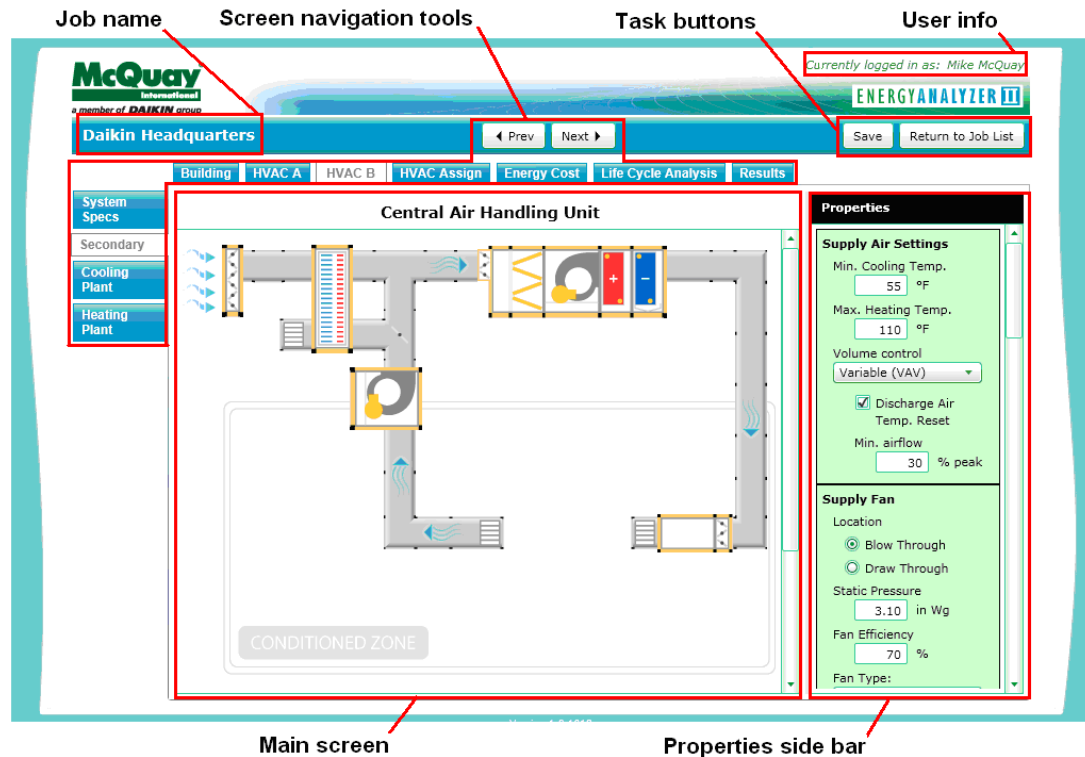 Job name
Screen navigation tools
Task buttons
User info
McQuay
International
a member of DAIKIN group
Currently logged in as: Mike McQuay
ENERGYANALYZER II
Daikin Headquarters
Prev
Next
Save
Return to Job List
Building
HVAC A
HVAC B
HVAC Assign
Energy Cost
Life Cycle Analysis
Results
System
Specs
Secondary
Cooling
Plant
Heating
Plant
Central Air Handling Unit
+
−
CONDITIONED ZONE
Properties
Supply Air Settings
Min. Cooling Temp.
55 °F
Max. Heating Temp.
110 °F
Volume control
Variable (VAV)
Discharge Air
Temp. Reset
Min. airflow
30 % peak
Supply Fan
Location
Blow Through
Draw Through
Static Pressure
3.10 in Wg
Fan Efficiency
70 %
Fan Type:
Main screen
Properties side bar